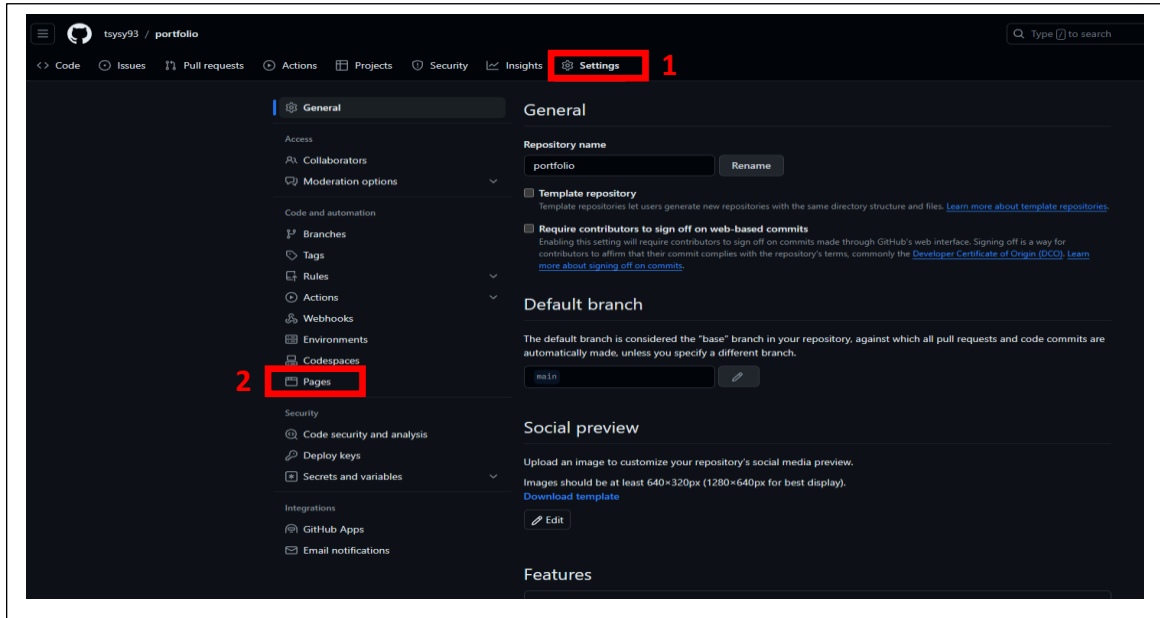 tsysy93 / portfolio
Type / to search
<> Code Issues Pull requests Actions Projects Security Insights Settings 1
General
Access
Collaborators
Moderation options
Code and automation
Branches
Tags
Rules
Actions
Webhooks
Environments
Codespaces
2 Pages
Security
Code security and analysis
Deploy keys
Secrets and variables
Integrations
GitHub Apps
Email notifications
General
Repository name
portfolio Rename
Template repository
Template repositories let users generate new repositories with the same directory structure and files. Learn more about template repositories.
Require contributors to sign off on web-based commits
Enabling this setting will require contributors to sign off on commits made through GitHub's web interface. Signing off is a way for
contributors to affirm that their commit complies with the repository's terms, commonly the Developer Certificate of Origin (DCO). Learn
more about signing off on commits.
Default branch
The default branch is considered the "base" branch in your repository, against which all pull requests and code commits are
automatically made, unless you specify a different branch.
main
Social preview
Upload an image to customize your repository's social media preview.
Images should be at least 640×320px (1280×640px for best display).
Download template
Edit
Features